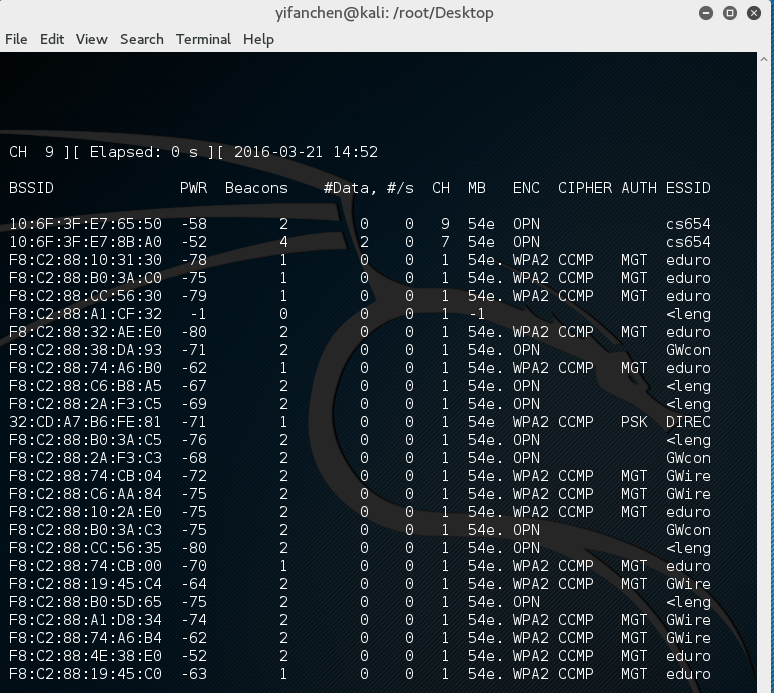 yifanchen@kali: /root/Desktop
File Edit View Search Terminal Help
CH 9 ][ Elapsed: 0 s ][ 2016-03-21 14:52
BSSID PWR Beacons #Data, #/s CH MB ENC CIPHER AUTH ESSID
10:6F:3F:E7:65:50 -58 2 0 0 9 54e OPN cs654
10:6F:3F:E7:8B:A0 -52 4 2 0 7 54e OPN cs654
F8:C2:88:10:31:30 -78 1 0 0 1 54e. WPA2 CCMP MGT eduro
F8:C2:88:B0:3A:C0 -75 1 0 0 1 54e. WPA2 CCMP MGT eduro
F8:C2:88:CC:56:30 -79 1 0 0 1 54e. WPA2 CCMP MGT eduro
F8:C2:88:A1:CF:32 -1 0 0 0 1 -1 <leng
F8:C2:88:32:AE:E0 -80 2 0 0 1 54e. WPA2 CCMP MGT eduro
F8:C2:88:38:DA:93 -71 2 0 0 1 54e. OPN GWcon
F8:C2:88:74:A6:B0 -62 1 0 0 1 54e. WPA2 CCMP MGT eduro
F8:C2:88:C6:B8:A5 -67 2 0 0 1 54e. OPN <leng
F8:C2:88:2A:F3:C5 -69 2 0 0 1 54e. OPN <leng
32:CD:A7:B6:FE:81 -71 1 0 0 1 54e WPA2 CCMP PSK DIREC
F8:C2:88:B0:3A:C5 -76 2 0 0 1 54e. OPN <leng
F8:C2:88:2A:F3:C3 -68 2 0 0 1 54e. OPN GWcon
F8:C2:88:74:CB:04 -72 2 0 0 1 54e. WPA2 CCMP MGT GWire
F8:C2:88:C6:AA:84 -75 2 0 0 1 54e. WPA2 CCMP MGT GWire
F8:C2:88:10:2A:E0 -75 2 0 0 1 54e. WPA2 CCMP MGT eduro
F8:C2:88:B0:3A:C3 -75 2 0 0 1 54e. OPN GWcon
F8:C2:88:CC:56:35 -80 2 0 0 1 54e. OPN <leng
F8:C2:88:74:CB:00 -70 1 0 0 1 54e. WPA2 CCMP MGT eduro
F8:C2:88:19:45:C4 -64 2 0 0 1 54e. WPA2 CCMP MGT GWire
F8:C2:88:B0:5D:65 -75 2 0 0 1 54e. OPN <leng
F8:C2:88:A1:D8:34 -74 2 0 0 1 54e. WPA2 CCMP MGT GWire
F8:C2:88:74:A6:B4 -62 2 0 0 1 54e. WPA2 CCMP MGT GWire
F8:C2:88:4E:38:E0 -52 2 0 0 1 54e. WPA2 CCMP MGT eduro
F8:C2:88:19:45:C0 -63 1 0 0 1 54e. WPA2 CCMP MGT eduro